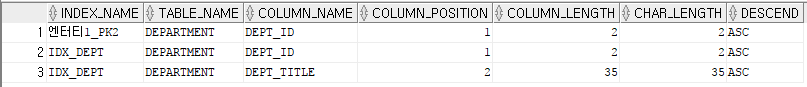 INDEX_NAME TABLE_NAME COLUMN_NAME COLUMN_POSITION COLUMN_LENGTH CHAR_LENGTH DESCEND
1 엔터티1_PK2 DEPARTMENT DEPT_ID 1 2 2 ASC
2 IDX_DEPT DEPARTMENT DEPT_ID 1 2 2 ASC
3 IDX_DEPT DEPARTMENT DEPT_TITLE 2 35 35 ASC